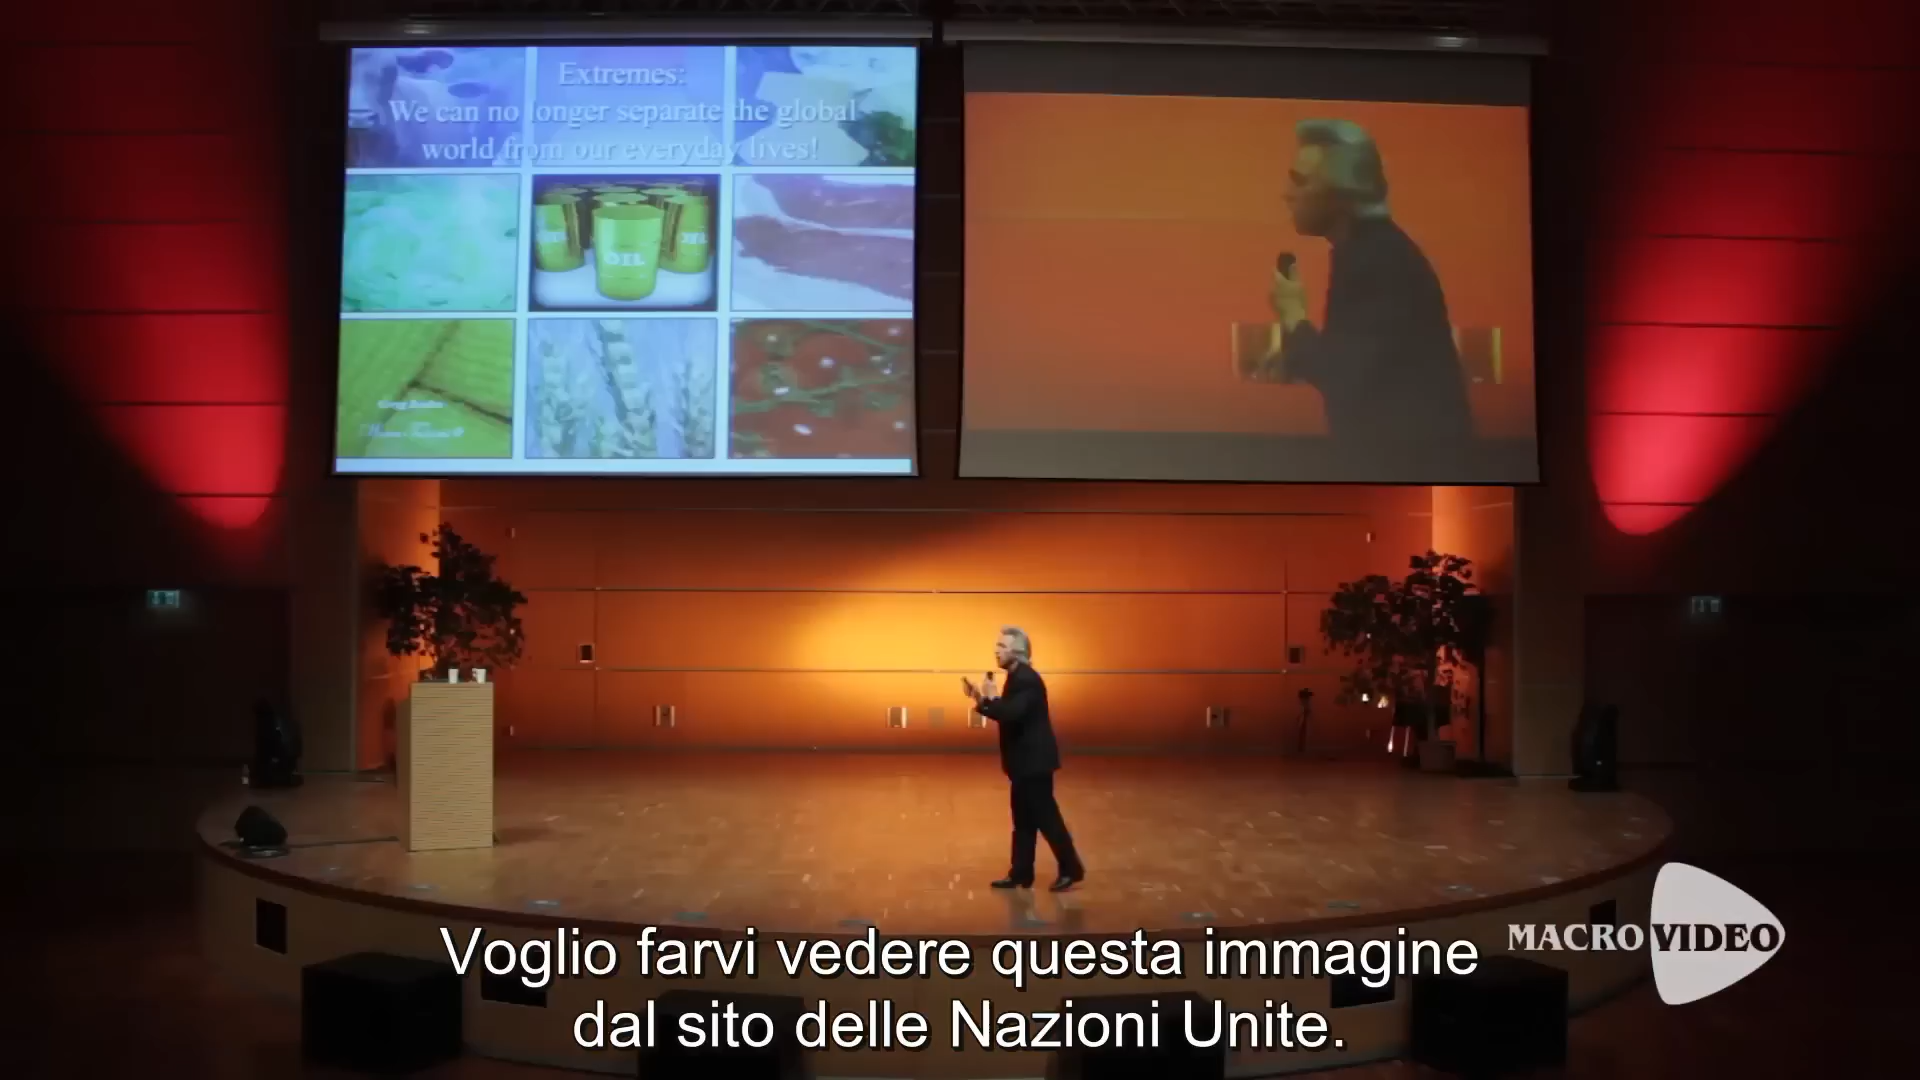 Extremes:
We can no longer separate the global
world from our everyday lives!
OIL
OIL
MACRO VIDEO
Voglio farvi vedere questa immagine
dal sito delle Nazioni Unite.